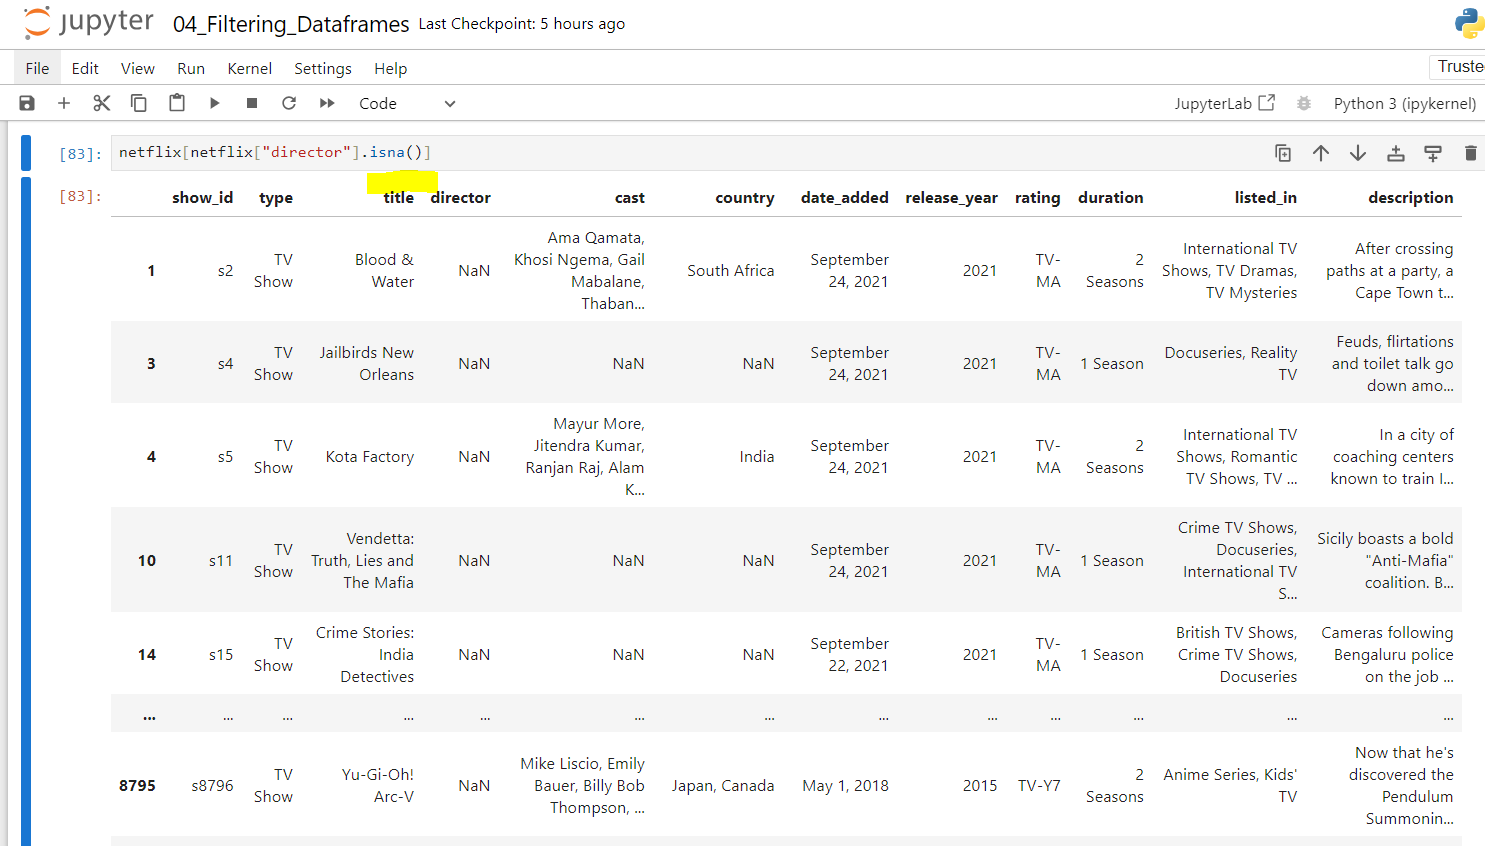 jupyter 04_Filtering_Dataframes Last Checkpoint: 5 hours ago
File Edit View Run Kernel Settings Help Truste
Code JupyterLab Python 3 (ipykernel)
[83]: netflix[netflix["director"].isna()]
[83]: show_id type title director cast country date_added release_year rating duration listed_in description
1 s2 TV Show Blood & Water NaN Ama Qamata, Khosi Ngema, Gail Mabalane, Thaban... South Africa September 24, 2021 2021 TV-MA 2 Seasons International TV Shows, TV Dramas, TV Mysteries After crossing paths at a party, a Cape Town t...
3 s4 TV Show Jailbirds New Orleans NaN NaN NaN September 24, 2021 2021 TV-MA 1 Season Docuseries, Reality TV Feuds, flirtations and toilet talk go down amo...
4 s5 TV Show Kota Factory NaN Mayur More, Jitendra Kumar, Ranjan Raj, Alam K... India September 24, 2021 2021 TV-MA 2 Seasons International TV Shows, Romantic TV Shows, TV ... In a city of coaching centers known to train I...
10 s11 TV Show Vendetta: Truth, Lies and The Mafia NaN NaN NaN September 24, 2021 2021 TV-MA 1 Season Crime TV Shows, Docuseries, International TV S... Sicily boasts a bold "Anti-Mafia" coalition. B...
14 s15 TV Show Crime Stories: India Detectives NaN NaN NaN September 22, 2021 2021 TV-MA 1 Season British TV Shows, Crime TV Shows, Docuseries Cameras following Bengaluru police on the job ...
... ... ... ... ... ... ... ... ... ... ... ... ...
8795 s8796 TV Show Yu-Gi-Oh! Arc-V NaN Mike Liscio, Emily Bauer, Billy Bob Thompson, ... Japan, Canada May 1, 2018 2015 TV-Y7 2 Seasons Anime Series, Kids' TV Now that he's discovered the Pendulum Summonin...